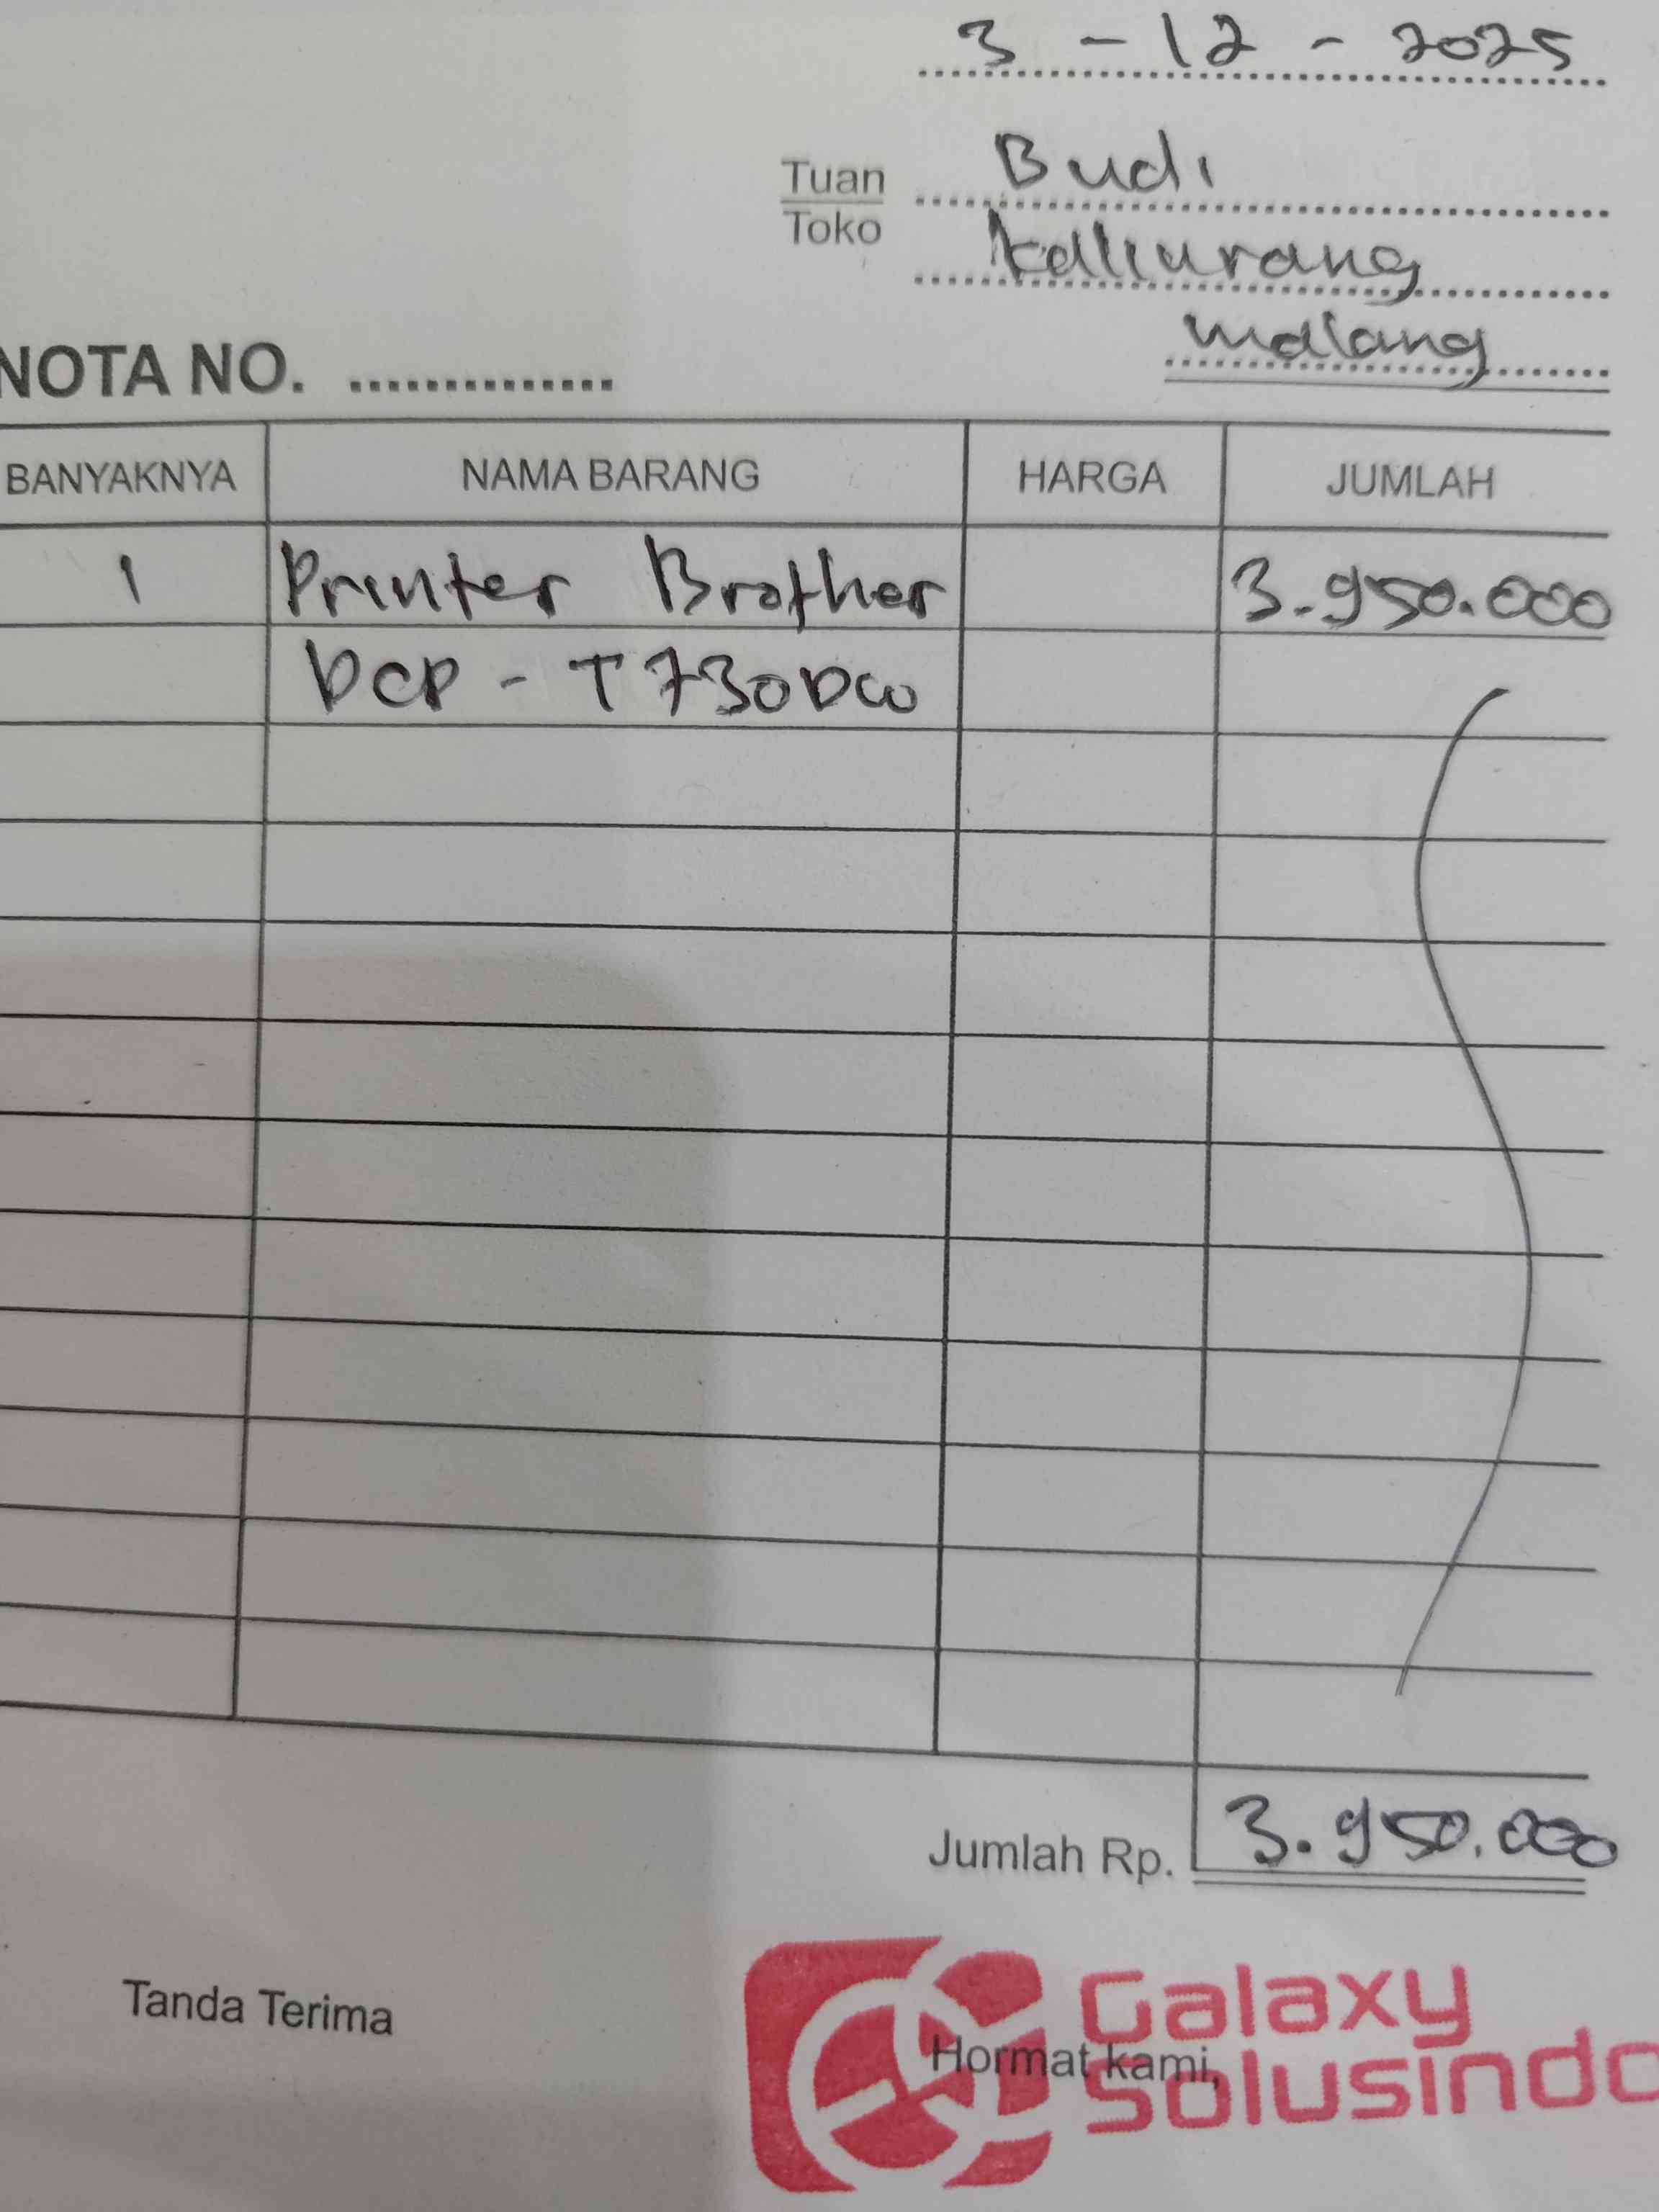 3 - 12 - 2025
Tuan Budi
Toko Kaliurang
Malang
NOTA NO. ..............
BANYAKNYA NAMA BARANG HARGA JUMLAH
1 Printer Brother 3.950.000
DCP - T730DW
Jumlah Rp. 3.950.000
Tanda Terima
Hormat kami,
Galaxy
Solusindo